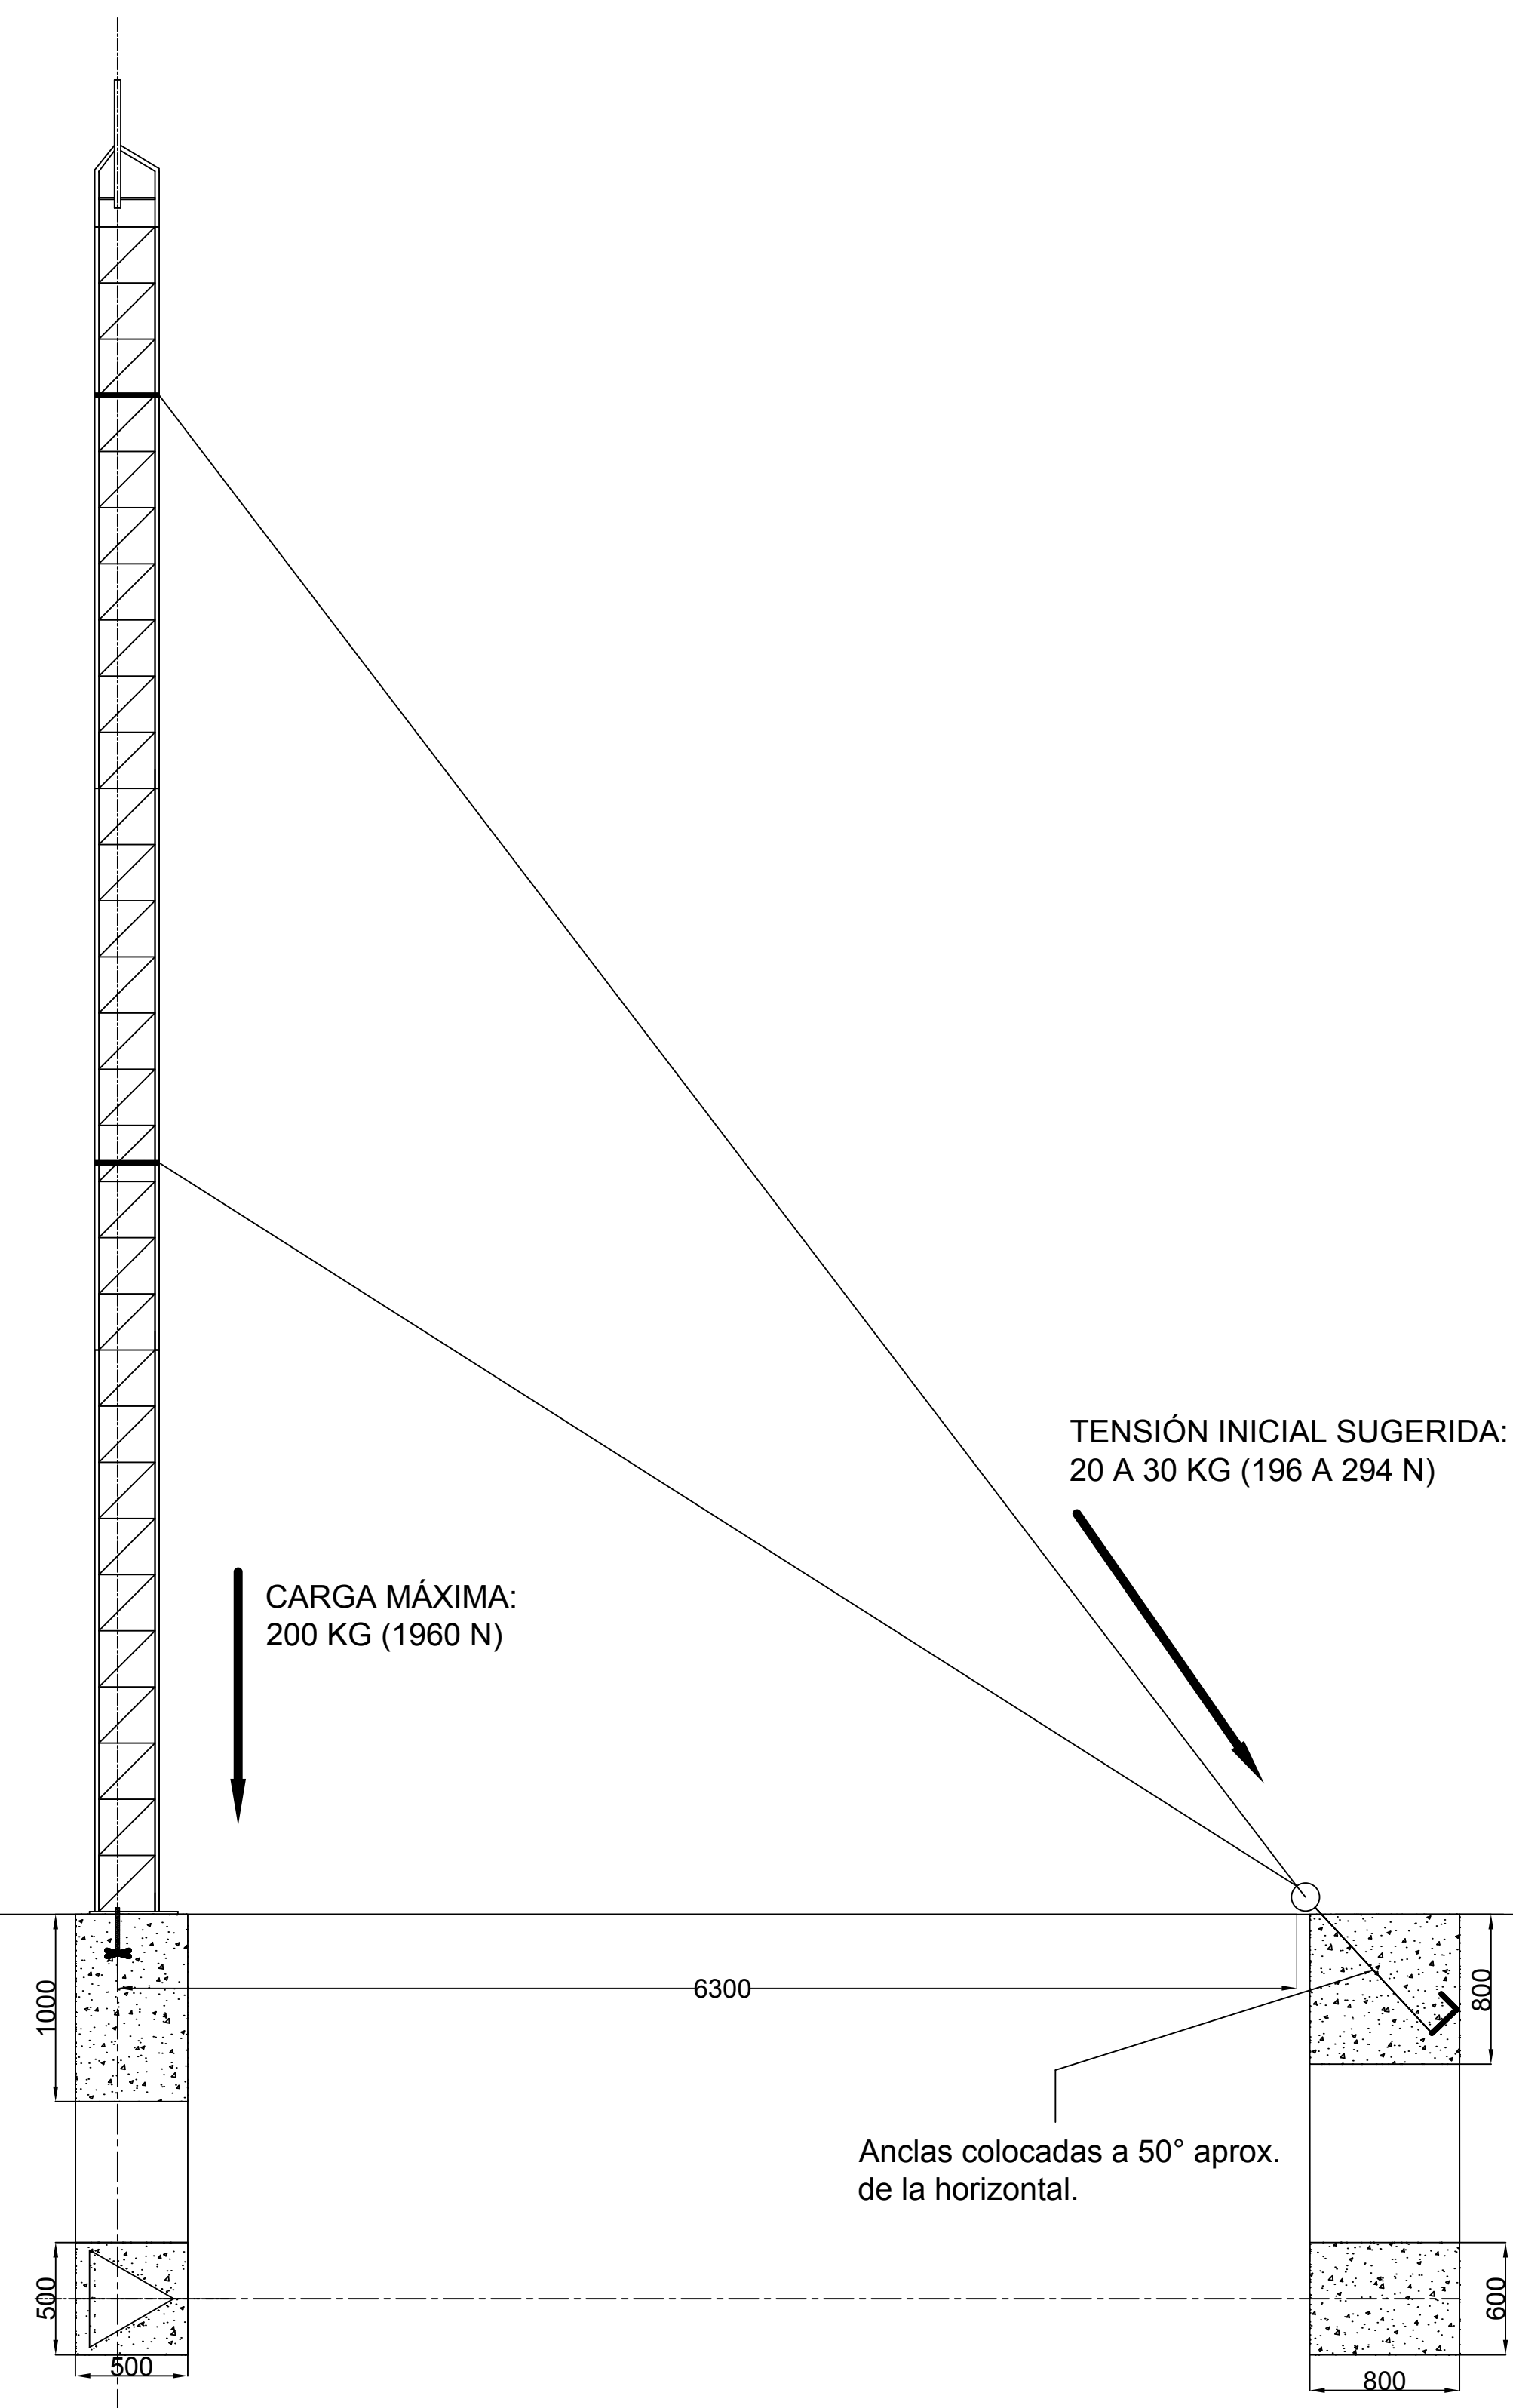 TENSIÓN INICIAL SUGERIDA:
20 A 30 KG (196 A 294 N)
CARGA MÁXIMA:
200 KG (1960 N)
1000
6300
800
Anclas colocadas a 50° aprox.
de la horizontal.
500
500
600
800